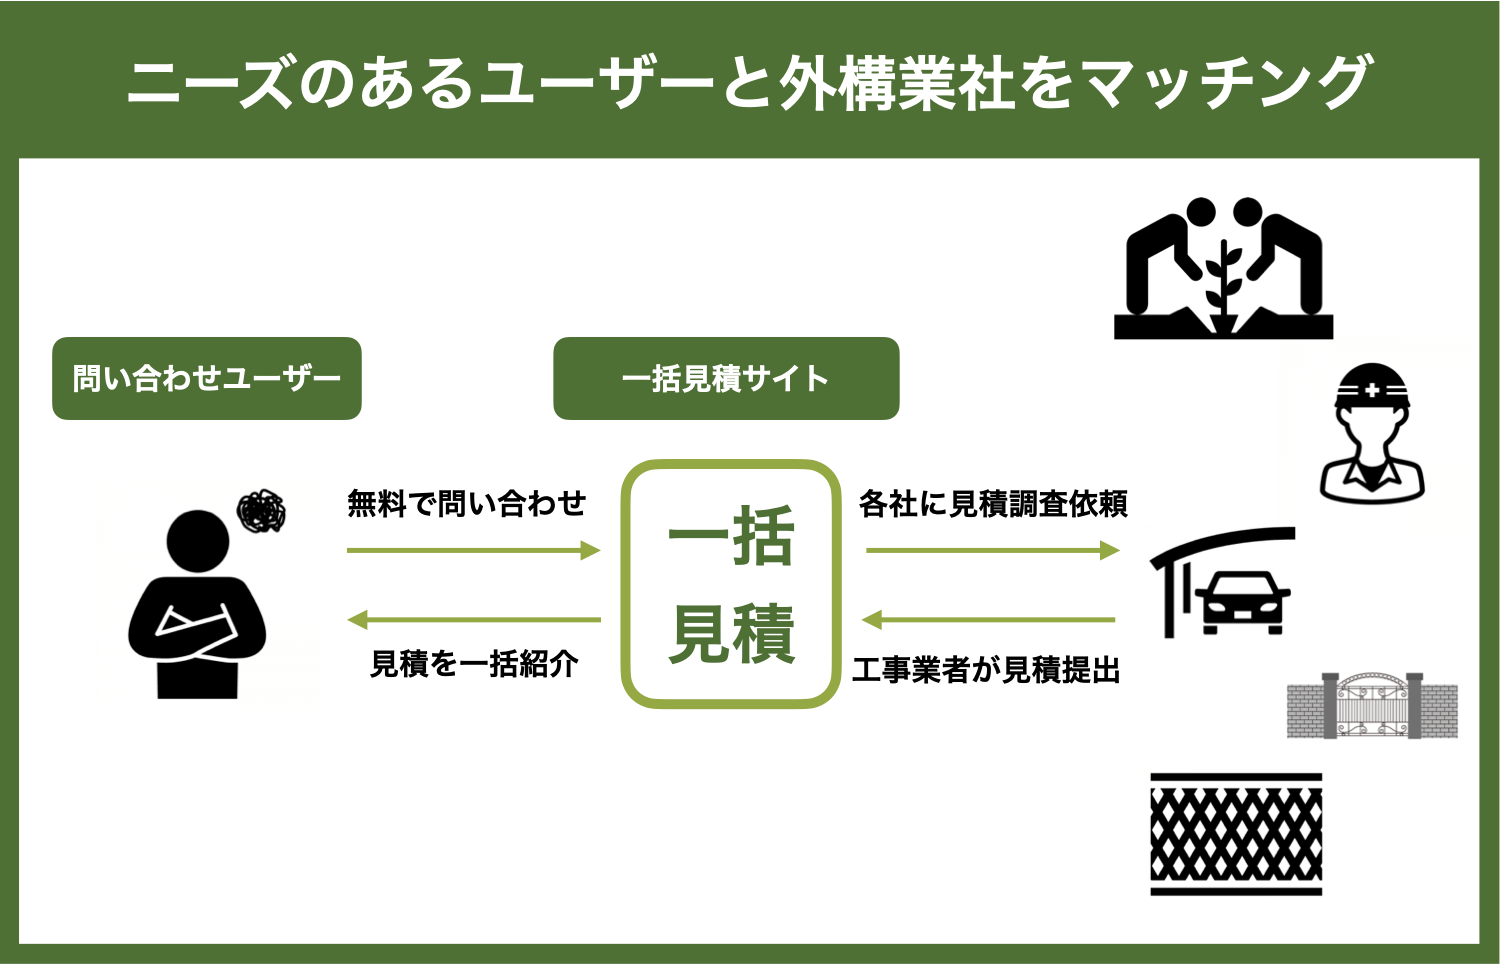 ニーズのあるユーザーと外構業社をマッチング
問い合わせユーザー
一括見積サイト
無料で問い合わせ
見積を一括紹介
一括
見積
各社に見積調査依頼
工事業者が見積提出